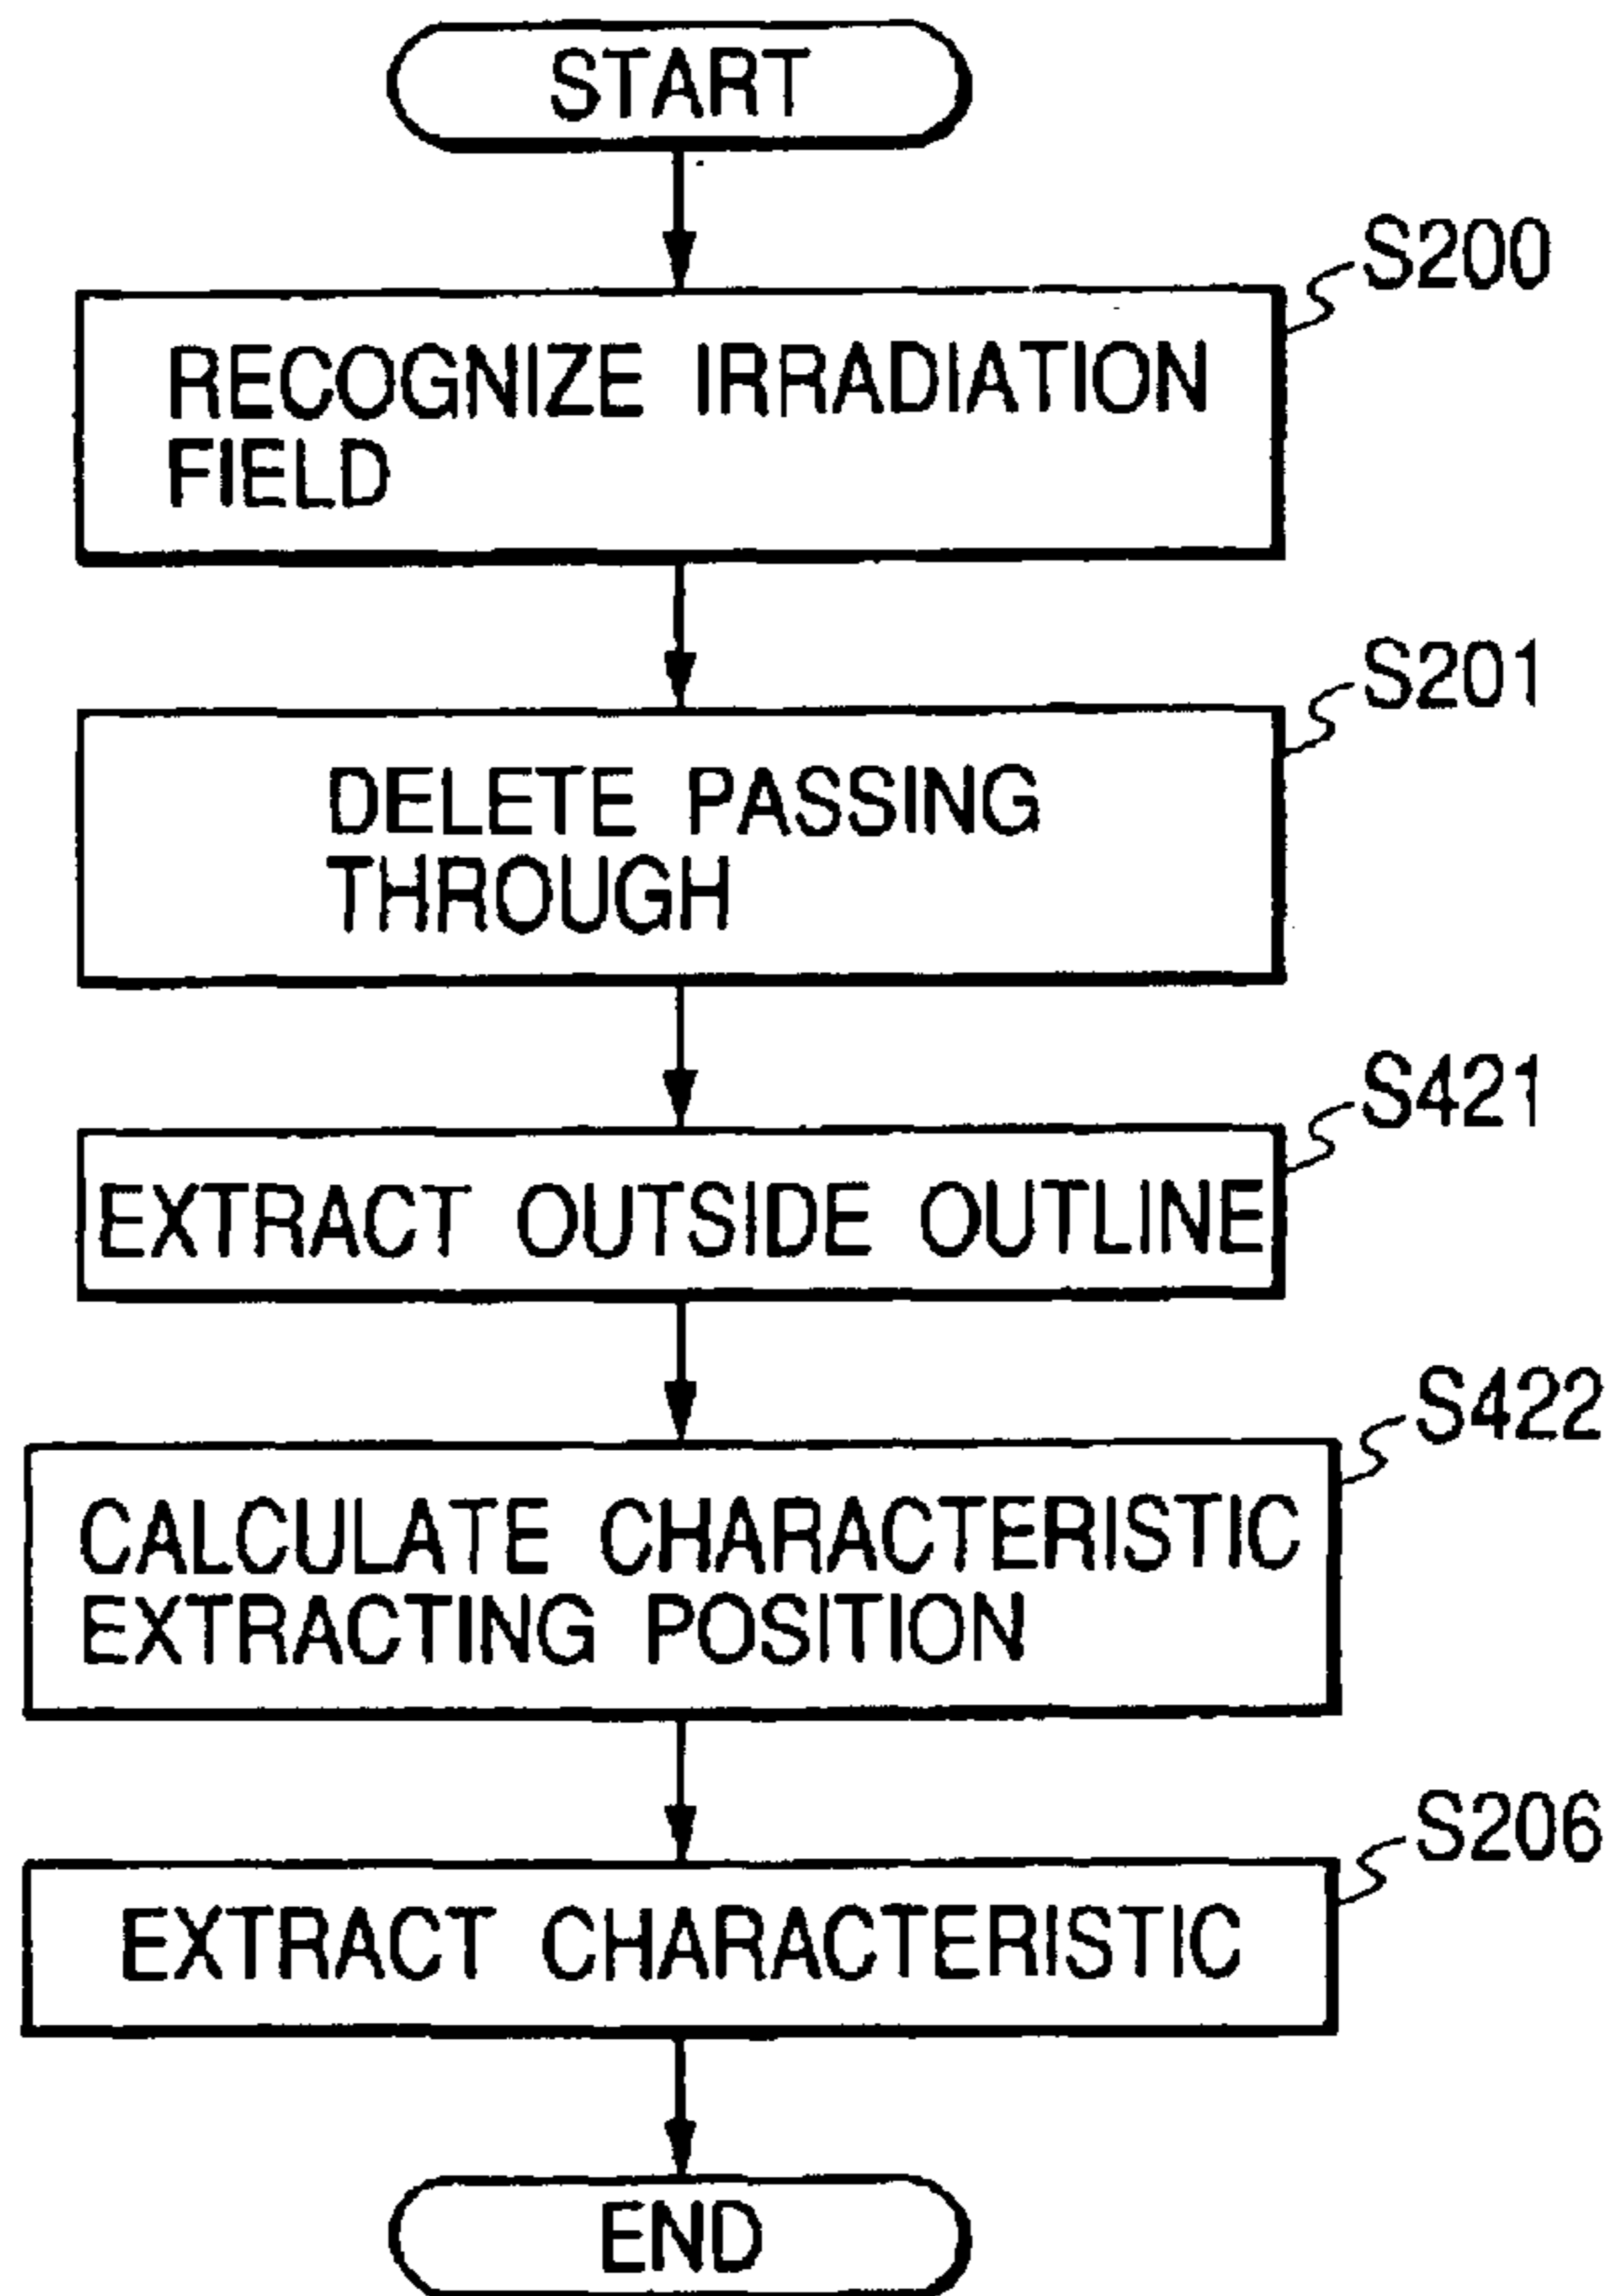 START
S200
RECOGNIZE IRRADIATION
FIELD
S201
DELETE PASSING
THROUGH
S421
EXTRACT OUTSIDE OUTLINE
S422
CALCULATE CHARACTERISTIC
EXTRACTING POSITION
S206
EXTRACT CHARACTERISTIC
END